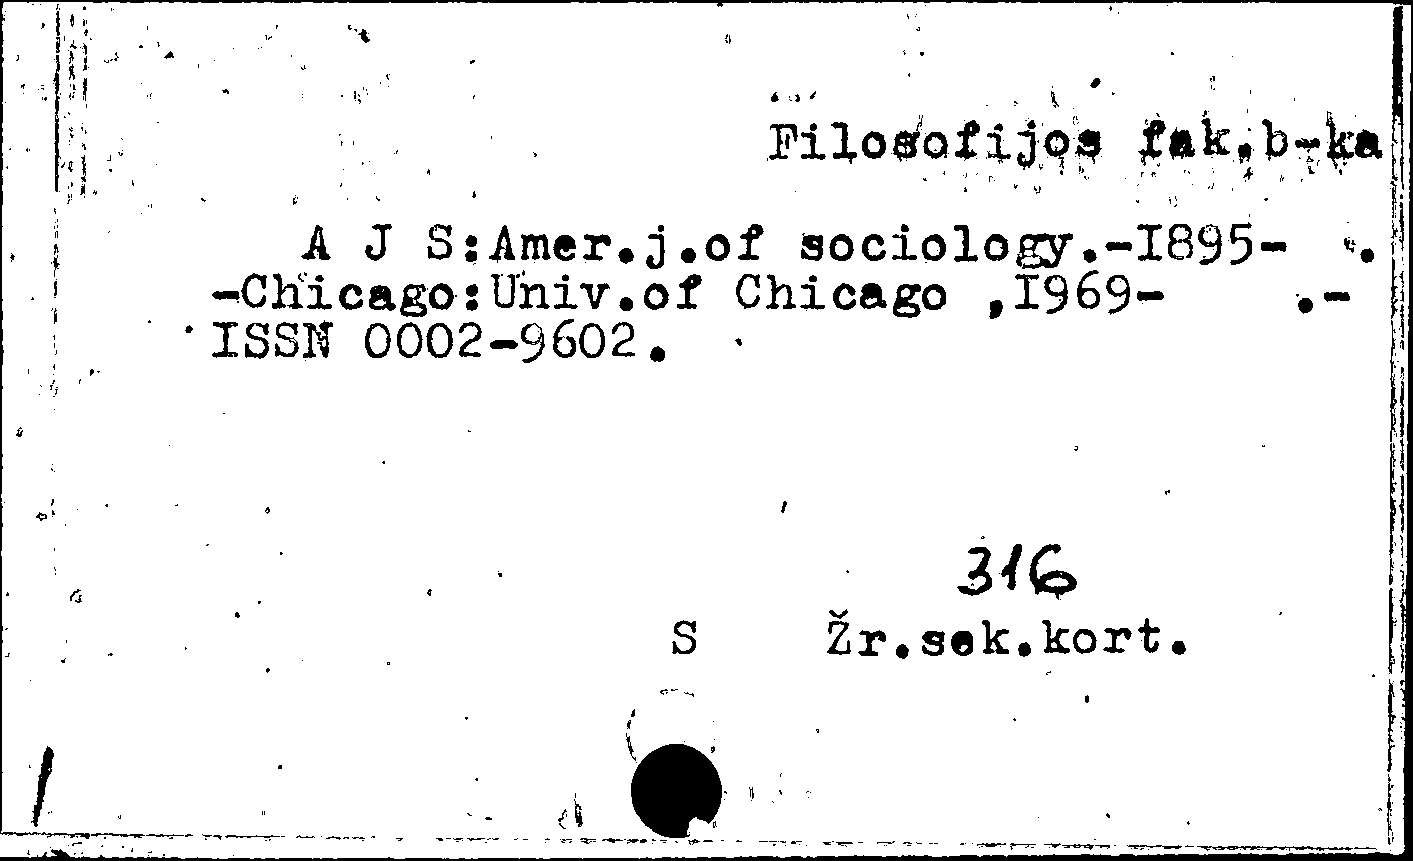 Filosofijos fak.b-ka
A J S:Amer.j.of sociology.-I895- .
-Chicago:Univ.of Chicago ,I969- .-
ISSN 0002-9602.
316
S Žr.sek.kort.